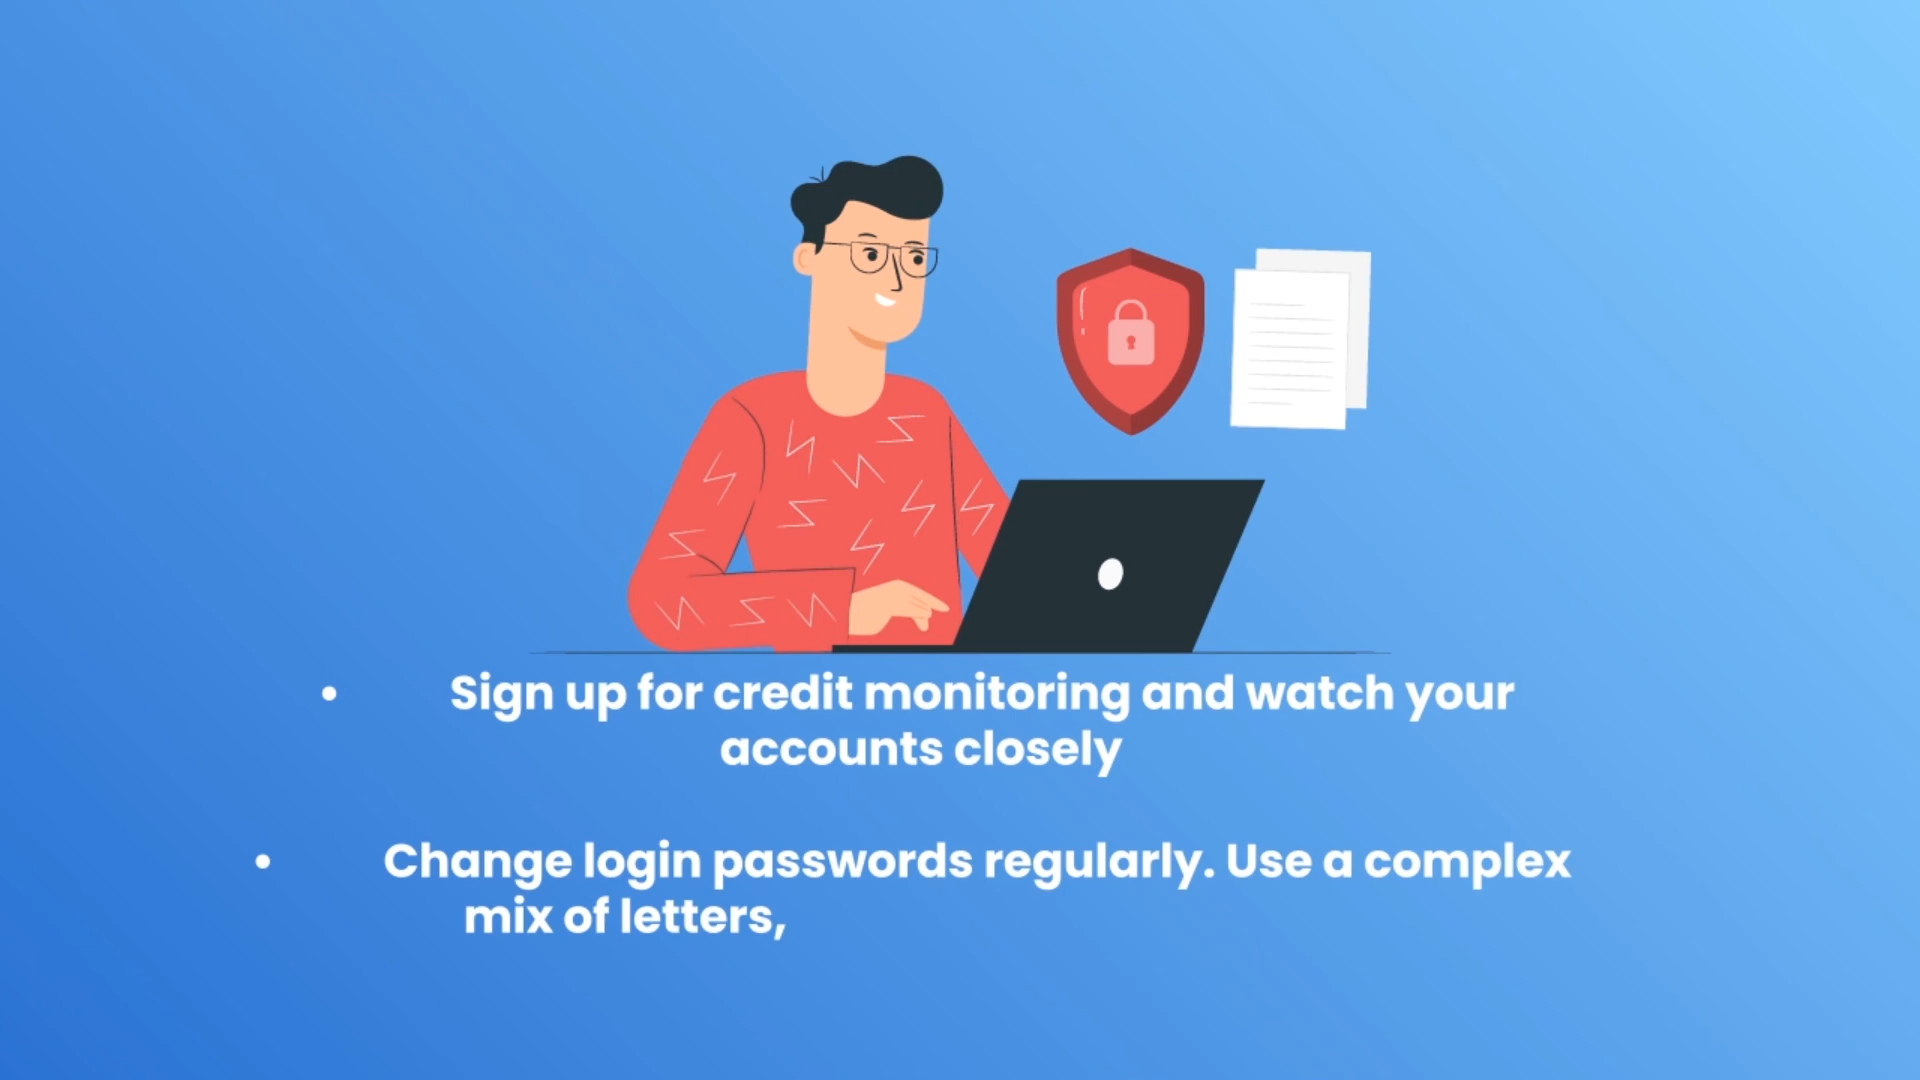 • Sign up for credit monitoring and watch your
accounts closely
• Change login passwords regularly. Use a complex
mix of letters,